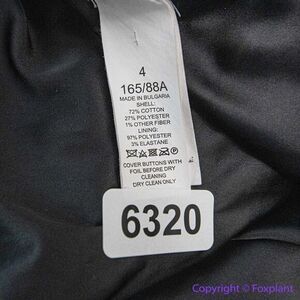 4
165/88A
MADE IN BULGARIA
SHELL:
72% COTTON
27% POLYESTER
1% OTHER FIBER
LINING:
97% POLYESTER
3% ELASTANE
COVER BUTTONS WITH
FOIL BEFORE DRY
CLEANING
DRY CLEAN ONLY
6320
Copyright © Foxplant